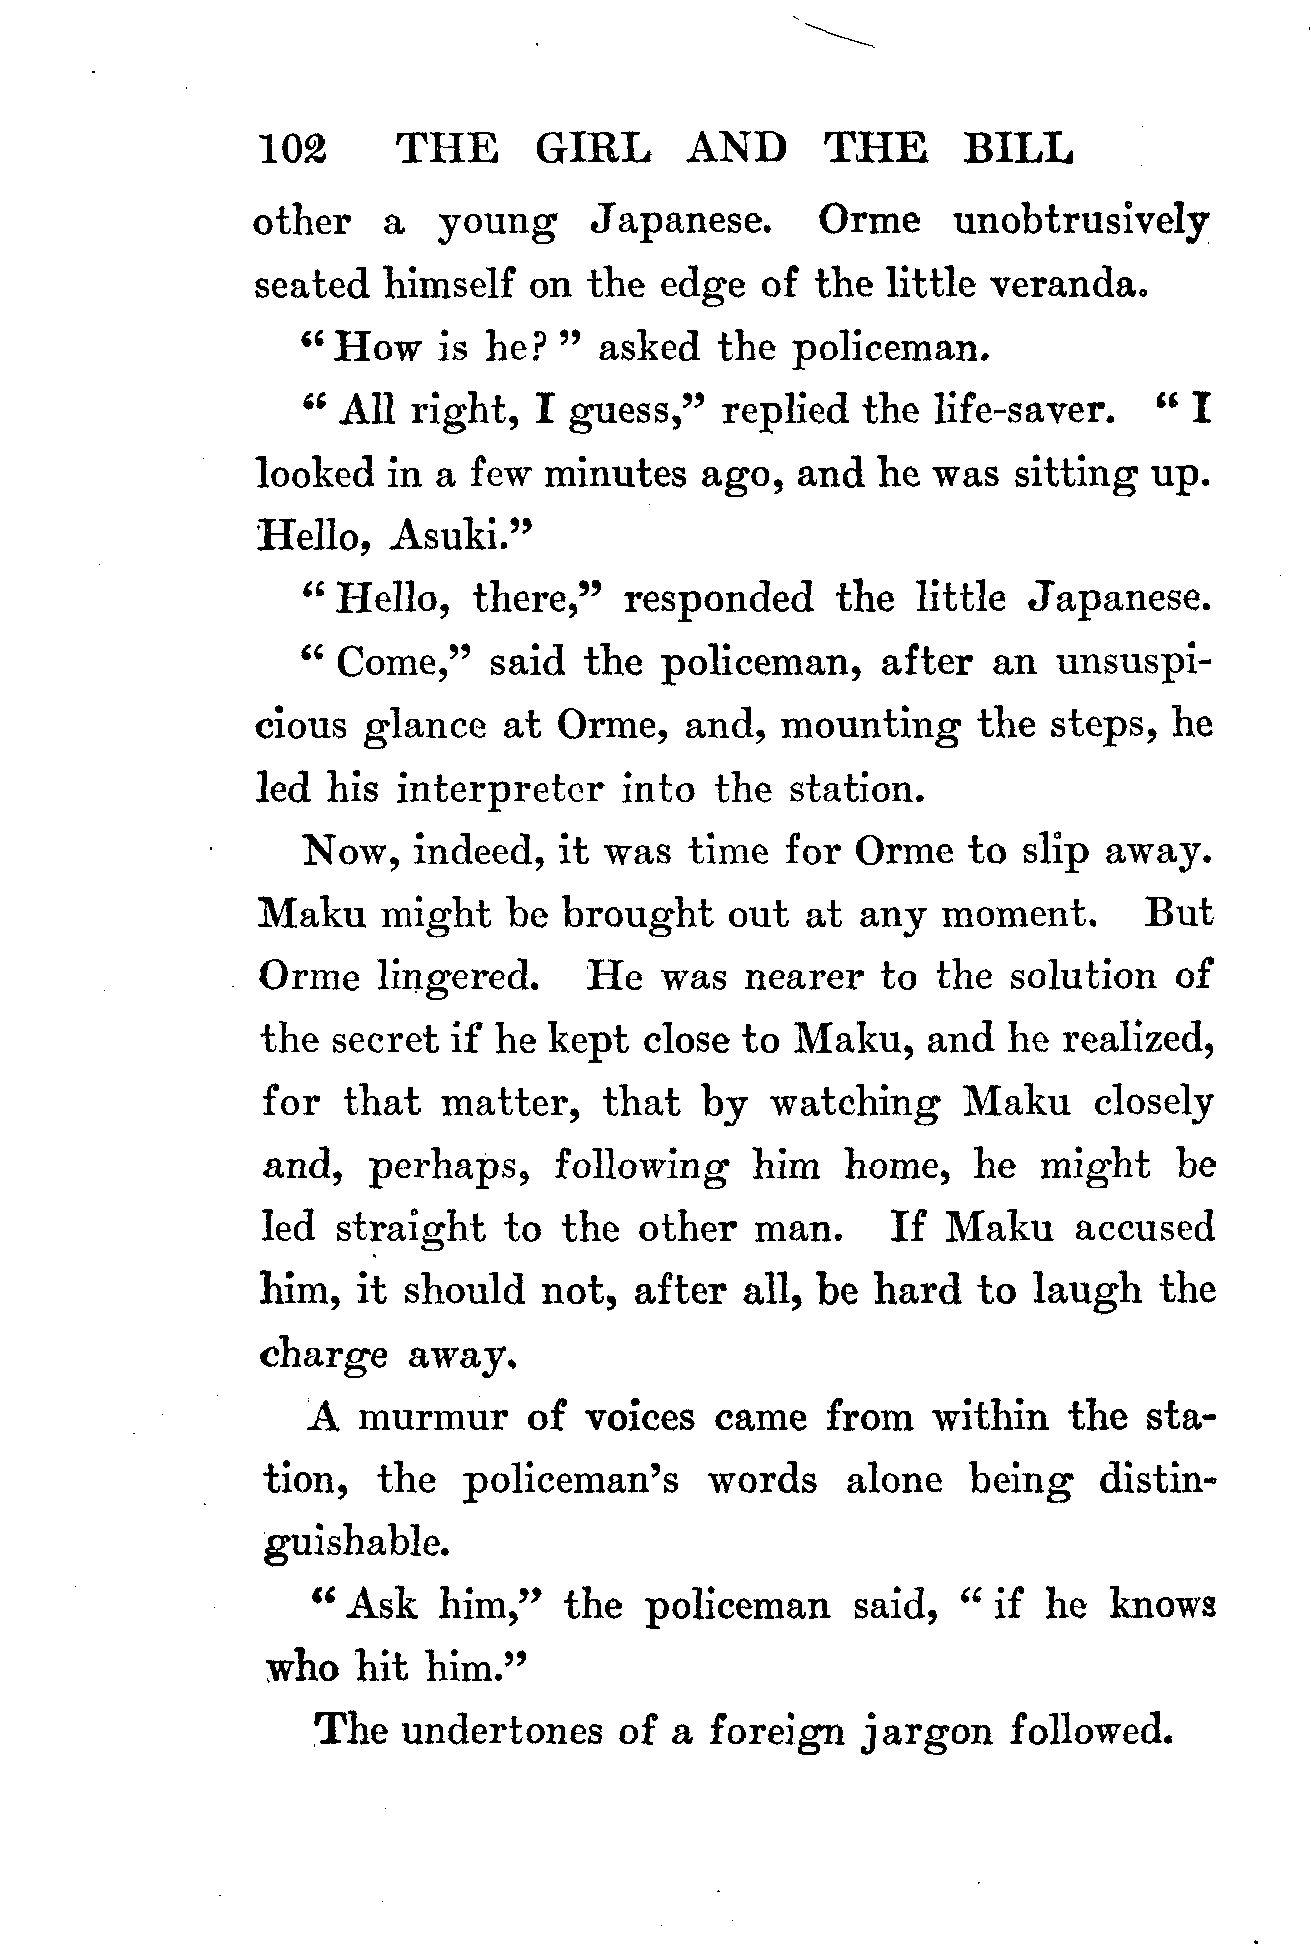 102 THE GIRL AND THE BILL
other a young Japanese. Orme unobtrusively
seated himself on the edge of the little veranda.
“ How is he? ” asked the policeman.
“ All right, I guess,” replied the life-saver. “ I
looked in a few minutes ago, and he was sitting up.
Hello, Asuki.”
“ Hello, there,” responded the little Japanese.
“ Come,” said the policeman, after an unsuspi-
cious glance at Orme, and, mounting the steps, he
led his interpreter into the station.
Now, indeed, it was time for Orme to slip away.
Maku might be brought out at any moment. But
Orme lingered. He was nearer to the solution of
the secret if he kept close to Maku, and he realized,
for that matter, that by watching Maku closely
and, perhaps, following him home, he might be
led straight to the other man. If Maku accused
him, it should not, after all, be hard to laugh the
charge away.
A murmur of voices came from within the sta-
tion, the policeman’s words alone being distin-
guishable.
“ Ask him,” the policeman said, “ if he knows
who hit him.”
The undertones of a foreign jargon followed.